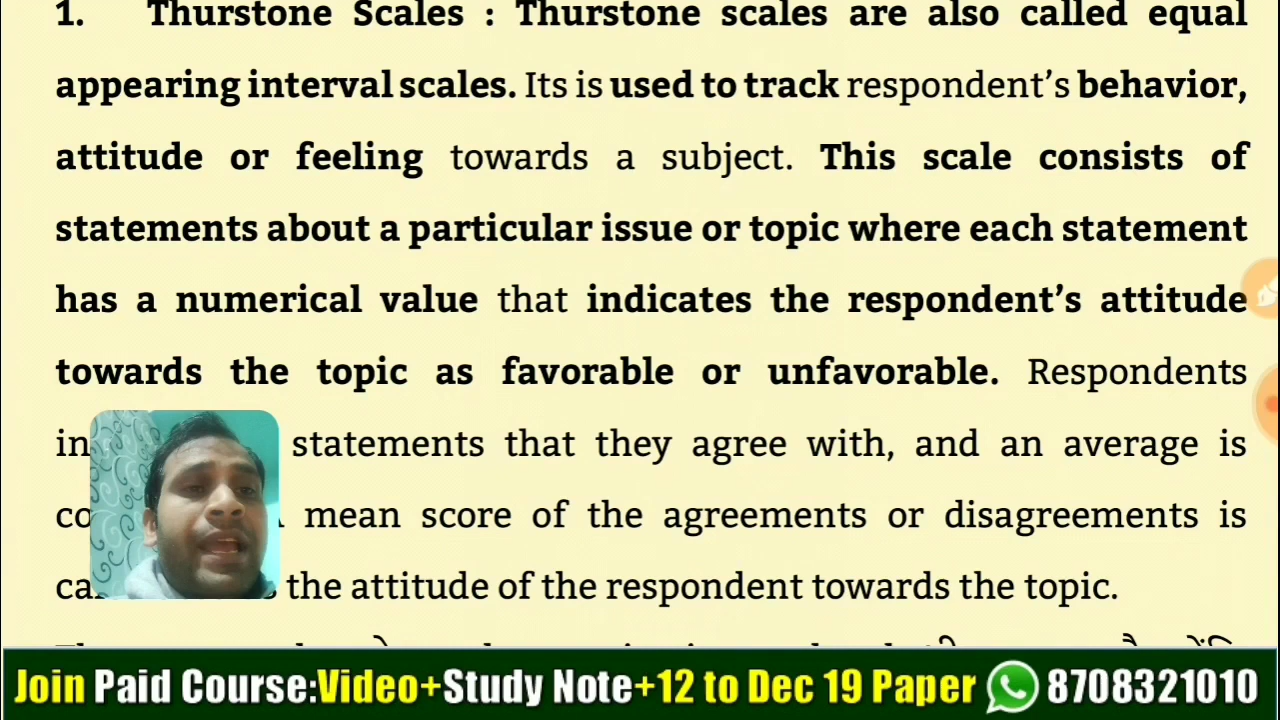 1. Thurstone Scales : Thurstone scales are also called equal
appearing interval scales. Its is used to track respondent’s behavior,
attitude or feeling towards a subject. This scale consists of
statements about a particular issue or topic where each statement
has a numerical value that indicates the respondent’s attitude
towards the topic as favorable or unfavorable. Respondents
statements that they agree with, and an average is
mean score of the agreements or disagreements is
the attitude of the respondent towards the topic.
Join Paid Course:Video+Study Note+12 to Dec 19 Paper 8708321010